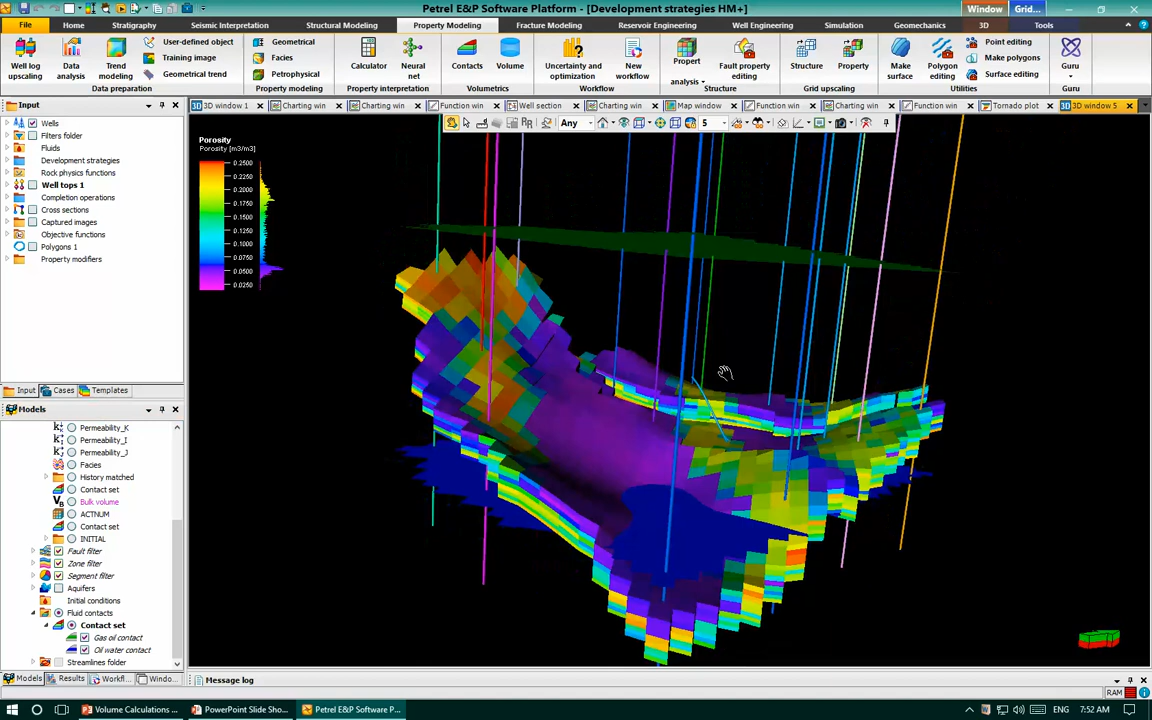 Petrel E&P Software Platform - [Development strategies HM+]
Window
Grid...
File
Home
Stratigraphy
Seismic Interpretation
Structural Modeling
Property Modeling
Fracture Modeling
Reservoir Engineering
Well Engineering
Simulation
Geomechanics
3D
Tools
Well log upscaling
Data analysis
Trend modeling
User-defined object
Training image
Geometrical trend
Data preparation
Geometrical
Facies
Petrophysical
Property modeling
Calculator
Neural net
Property interpretation
Contacts
Volume
Volumetrics
Uncertainty and optimization
New workflow
Workflow
Propert
analysis
Fault property editing
Structure
Structure
Property
Grid upscaling
Make surface
Polygon editing
Point editing
Make polygons
Surface editing
Utilities
Guru
Guru
Input
3D window 1
Charting win
Charting win
Function win
Well section
Charting win
Map window
Function win
Charting win
Function win
Tornado plot
3D window 5
Any
5
Wells
Filters folder
Fluids
Development strategies
Rock physics functions
Well tops 1
Completion operations
Cross sections
Captured images
Objective functions
Polygons 1
Property modifiers
Input
Cases
Templates
Models
Permeability_K
Permeability_I
Permeability_J
Facies
History matched
Contact set
Bulk volume
ACTNUM
Contact set
INITIAL
Fault filter
Zone filter
Segment filter
Aquifers
Initial conditions
Fluid contacts
Contact set
Gas oil contact
Oil water contact
Streamlines folder
Models
Results
Workfl...
Windo...
Porosity
Porosity [m3/m3]
0.2500
0.2250
0.2000
0.1750
0.1500
0.1250
0.1000
0.0750
0.0500
0.0250
Message log
RAM
Volume Calculations ...
PowerPoint Slide Sho...
Petrel E&P Software P...
ENG
7:52 AM